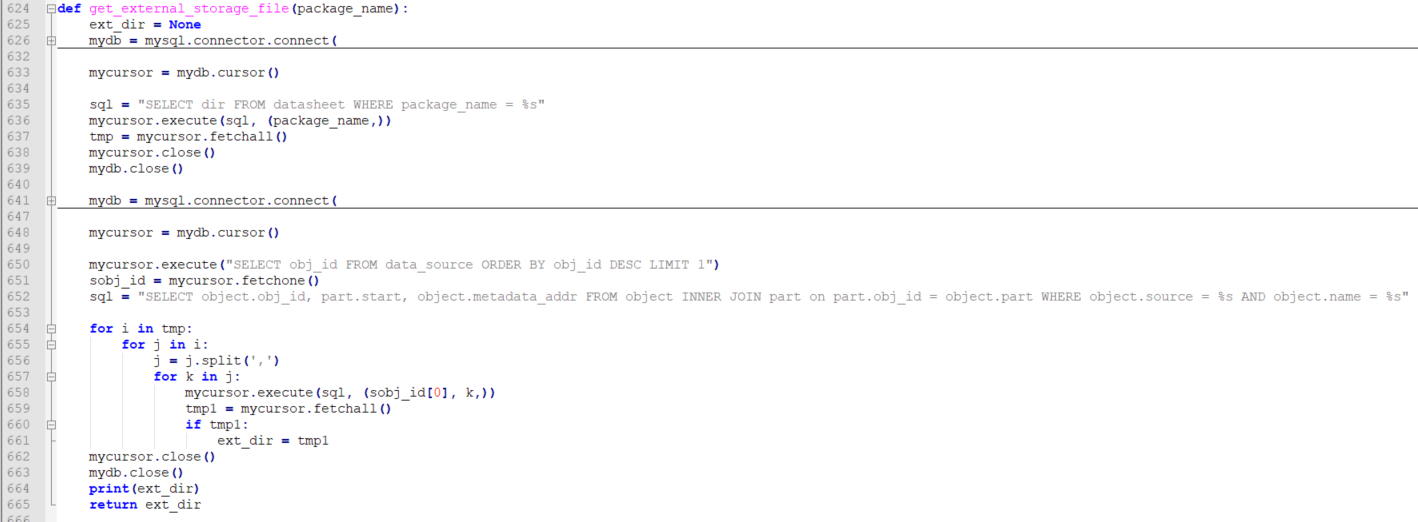 624 def get_external_storage_file(package_name):
625 ext_dir = None
626 mydb = mysql.connector.connect(
632
633 mycursor = mydb.cursor()
634
635 sql = "SELECT dir FROM datasheet WHERE package_name = %s"
636 mycursor.execute(sql, (package_name,))
637 tmp = mycursor.fetchall()
638 mycursor.close()
639 mydb.close()
640
641 mydb = mysql.connector.connect(
647
648 mycursor = mydb.cursor()
649
650 mycursor.execute("SELECT obj_id FROM data_source ORDER BY obj_id DESC LIMIT 1")
651 sobj_id = mycursor.fetchone()
652 sql = "SELECT object.obj_id, part.start, object.metadata_addr FROM object INNER JOIN part on part.obj_id = object.part WHERE object.source = %s AND object.name = %s"
653
654 for i in tmp:
655 for j in i:
656 j = j.split(',')
657 for k in j:
658 mycursor.execute(sql, (sobj_id[0], k,))
659 tmp1 = mycursor.fetchall()
660 if tmp1:
661 ext_dir = tmp1
662 mycursor.close()
663 mydb.close()
664 print(ext_dir)
665 return ext_dir
666